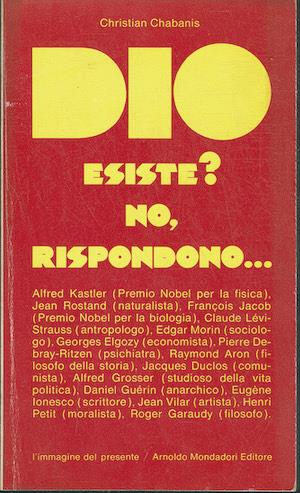 Christian Chabanis
DIO
ESISTE?
NO,
RISPONDONO...
Alfred Kastler (Premio Nobel per la fisica),
Jean Rostand (naturalista), François Jacob
(Premio Nobel per la biologia), Claude Lévi-
Strauss (antropologo), Edgar Morin (sociolo-
go). Georges Elgozy (economista), Pierre De-
bray-Ritzen (psichiatra), Raymond Aron (fi-
losofo della storia), Jacques Duclos (comu-
nista), Alfred Grosser (studioso della vita
politica), Daniel Guérin (anarchico), Eugène
Ionesco (scrittore), Jean Vilar (artista), Henri
Petit (moralista), Roger Garaudy (filosofo).
l'immagine del presente / Arnoldo Mondadori Editore